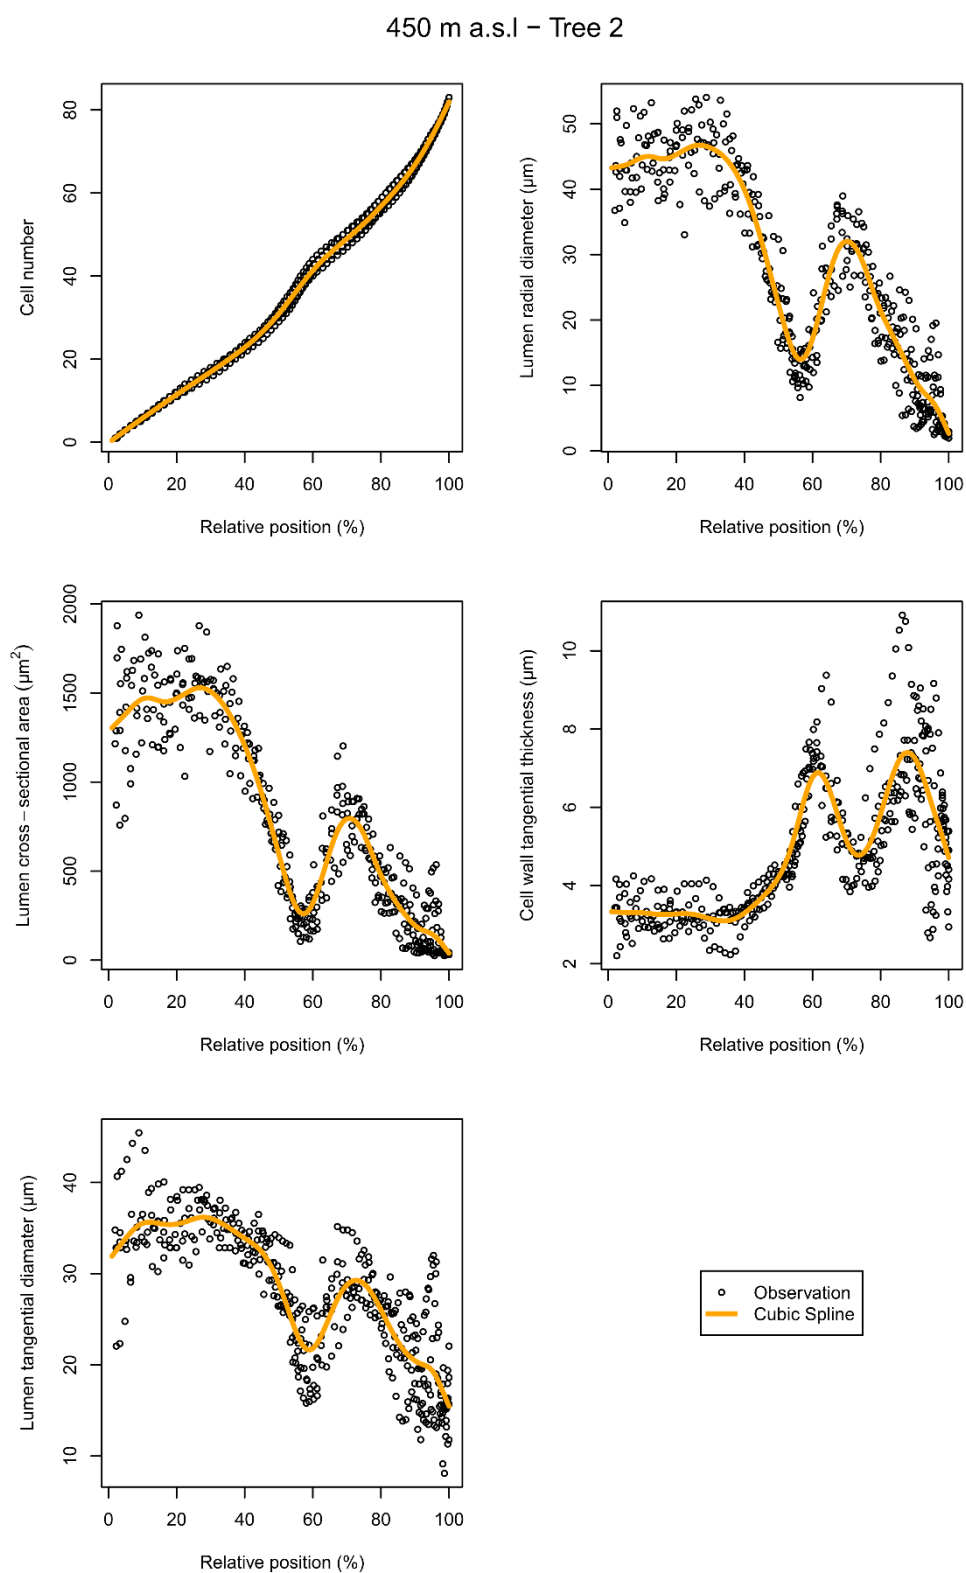 450 m a.s.l − Tree 2
Cell number
80
60
40
20
0
0 20 40 60 80 100
Relative position (%)
Lumen radial diameter (μm)
50
40
30
20
10
0
0 20 40 60 80 100
Relative position (%)
Lumen cross − sectional area (μm²)
2000
1500
1000
500
0
0 20 40 60 80 100
Relative position (%)
Cell wall tangential thickness (μm)
10
8
6
4
2
0 20 40 60 80 100
Relative position (%)
Lumen tangential diamater (μm)
40
30
20
10
0 20 40 60 80 100
Relative position (%)
Observation
Cubic Spline